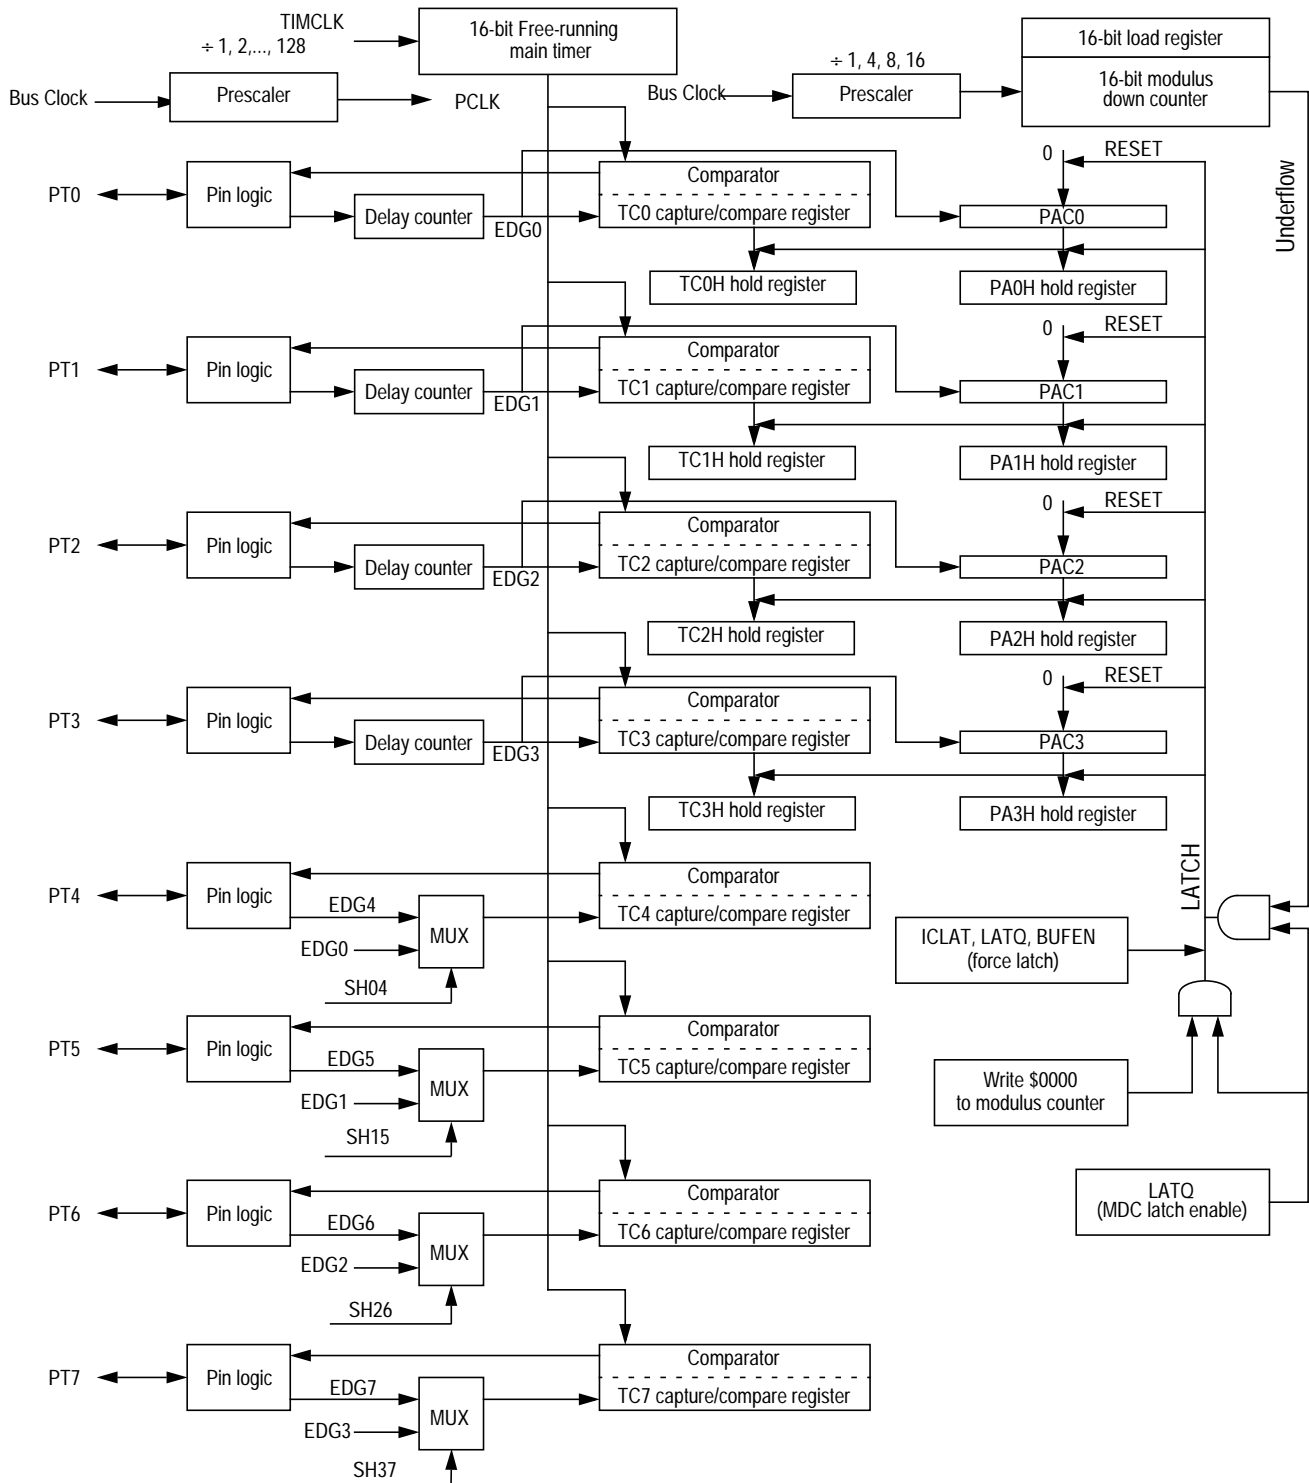 TIMCLK
÷ 1, 2,..., 128
16-bit Free-running
main timer
Bus Clock
Prescaler
PCLK
÷ 1, 4, 8, 16
Bus Clock
Prescaler
16-bit load register
16-bit modulus
down counter
Underflow
PT0
Pin logic
Delay counter
EDG0
Comparator
TC0 capture/compare register
0
RESET
PAC0
TC0H hold register
PA0H hold register
PT1
Pin logic
Delay counter
EDG1
Comparator
TC1 capture/compare register
0
RESET
PAC1
TC1H hold register
PA1H hold register
PT2
Pin logic
Delay counter
EDG2
Comparator
TC2 capture/compare register
0
RESET
PAC2
TC2H hold register
PA2H hold register
PT3
Pin logic
Delay counter
EDG3
Comparator
TC3 capture/compare register
0
RESET
PAC3
TC3H hold register
PA3H hold register
LATCH
PT4
Pin logic
EDG4
EDG0
MUX
SH04
Comparator
TC4 capture/compare register
ICLAT, LATQ, BUFEN
(force latch)
PT5
Pin logic
EDG5
EDG1
MUX
SH15
Comparator
TC5 capture/compare register
Write $0000
to modulus counter
PT6
Pin logic
EDG6
EDG2
MUX
SH26
Comparator
TC6 capture/compare register
LATQ
(MDC latch enable)
PT7
Pin logic
EDG7
EDG3
MUX
SH37
Comparator
TC7 capture/compare register